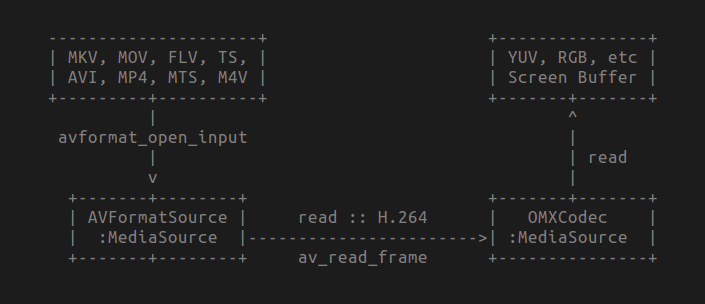 MKV, MOV, FLV, TS,
AVI, MP4, MTS, M4V
YUV, RGB, etc
Screen Buffer
avformat_open_input
read
AVFormatSource
:MediaSource
read :: H.264
av_read_frame
OMXCodec
:MediaSource